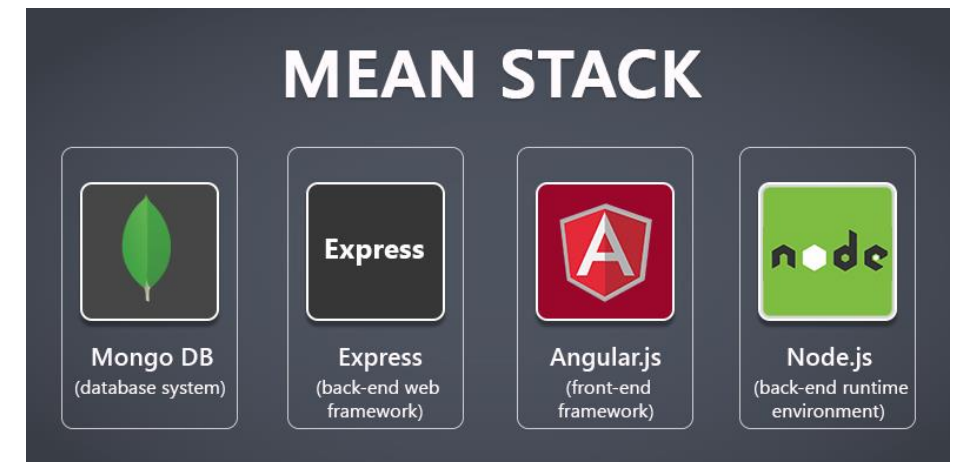 MEAN STACK
Express
node
Mongo DB
(database system)
Express
(back-end web
framework)
Angular.js
(front-end
framework)
Node.js
(back-end runtime
environment)